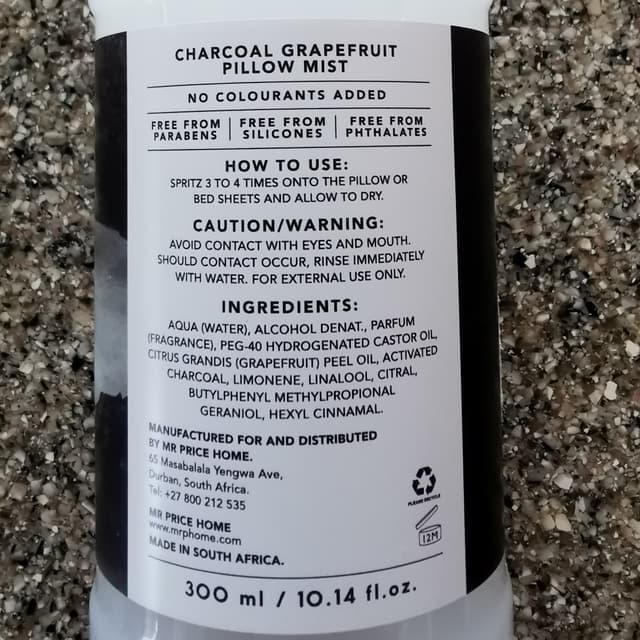 CHARCOAL GRAPEFRUIT
PILLOW MIST
NO COLOURANTS ADDED
FREE FROM PARABENS | FREE FROM SILICONES | FREE FROM PHTHALATES
HOW TO USE:
SPRITZ 3 TO 4 TIMES ONTO THE PILLOW OR
BED SHEETS AND ALLOW TO DRY.
CAUTION/WARNING:
AVOID CONTACT WITH EYES AND MOUTH.
SHOULD CONTACT OCCUR, RINSE IMMEDIATELY
WITH WATER. FOR EXTERNAL USE ONLY.
INGREDIENTS:
AQUA (WATER), ALCOHOL DENAT., PARFUM
(FRAGRANCE), PEG-40 HYDROGENATED CASTOR OIL,
CITRUS GRANDIS (GRAPEFRUIT) PEEL OIL, ACTIVATED
CHARCOAL, LIMONENE, LINALOOL, CITRAL,
BUTYLPHENYL METHYLPROPIONAL
GERANIOL, HEXYL CINNAMAL.
MANUFACTURED FOR AND DISTRIBUTED
BY MR PRICE HOME.
65 Masabalala Yengwa Ave,
Durban, South Africa.
Tel: +27 800 212 535
MR PRICE HOME
www.mrphome.com
MADE IN SOUTH AFRICA.
PLEASE RECYCLE
12M
300 ml / 10.14 fl.oz.